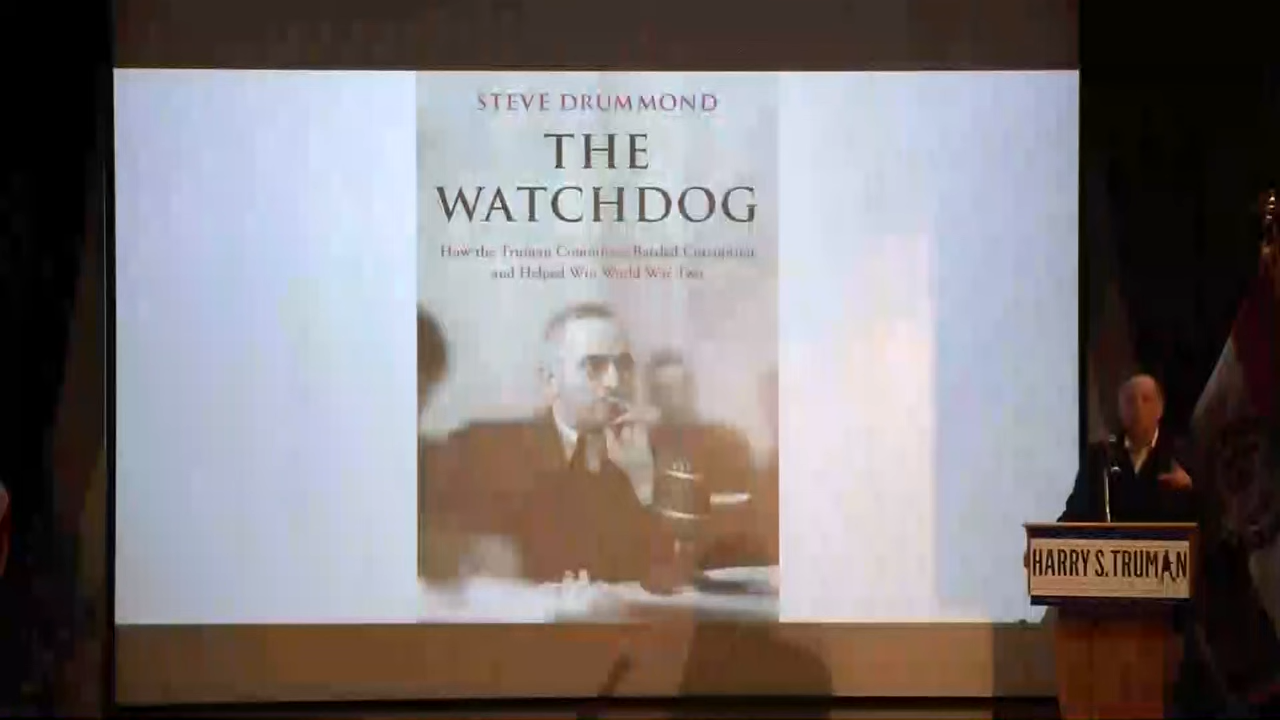 STEVE DRUMMOND
THE
WATCHDOG
How the Truman Committee Battled Corruption
and Helped Win World War Two
HARRY S. TRUMAN